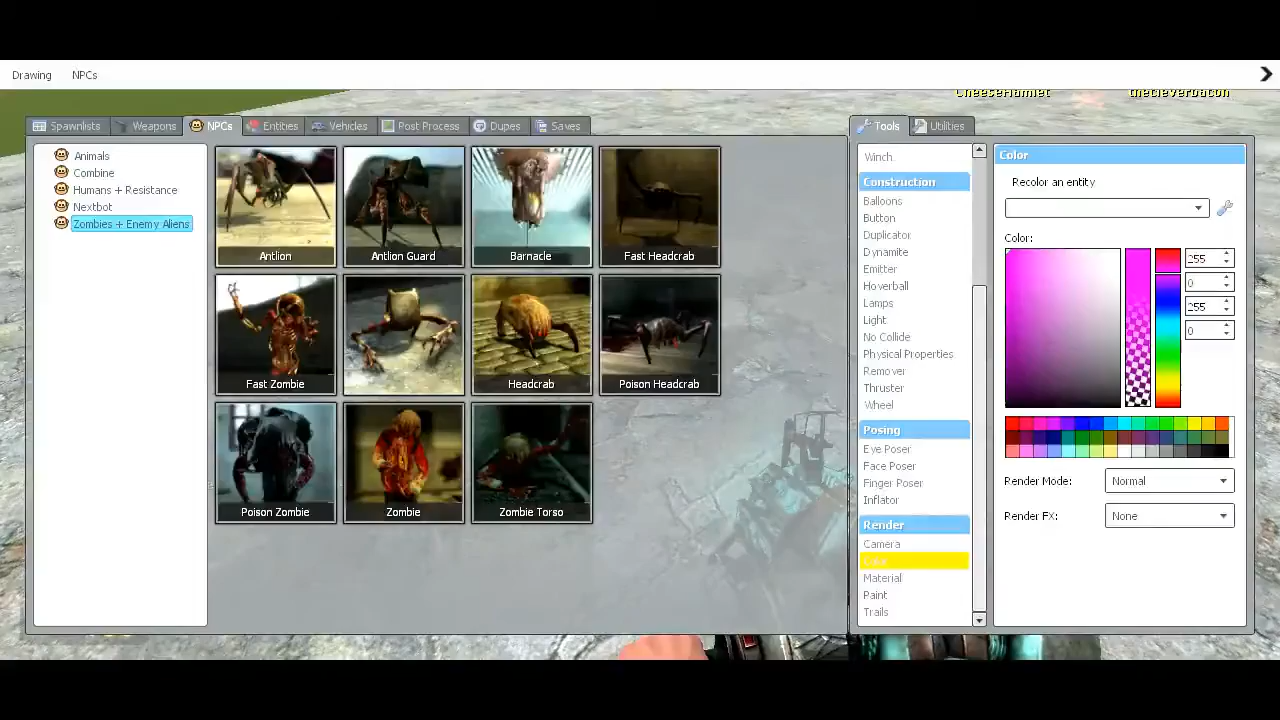 Drawing NPCs
CheeseHamlet thecleverbacon
Spawnlists Weapons NPCs Entities Vehicles Post Process Dupes Saves
Animals
Combine
Humans + Resistance
Nextbot
Zombies + Enemy Aliens
Antlion Antlion Guard Barnacle Fast Headcrab
Fast Zombie Headcrab Poison Headcrab
Poison Zombie Zombie Zombie Torso
Tools Utilities
Winch
Construction
Balloons
Button
Duplicator
Dynamite
Emitter
Hoverball
Lamps
Light
No Collide
Physical Properties
Remover
Thruster
Wheel
Posing
Eye Poser
Face Poser
Finger Poser
Inflator
Render
Camera
Color
Material
Paint
Trails
Color
Recolor an entity
Color:
255
0
255
0
Render Mode: Normal
Render FX: None